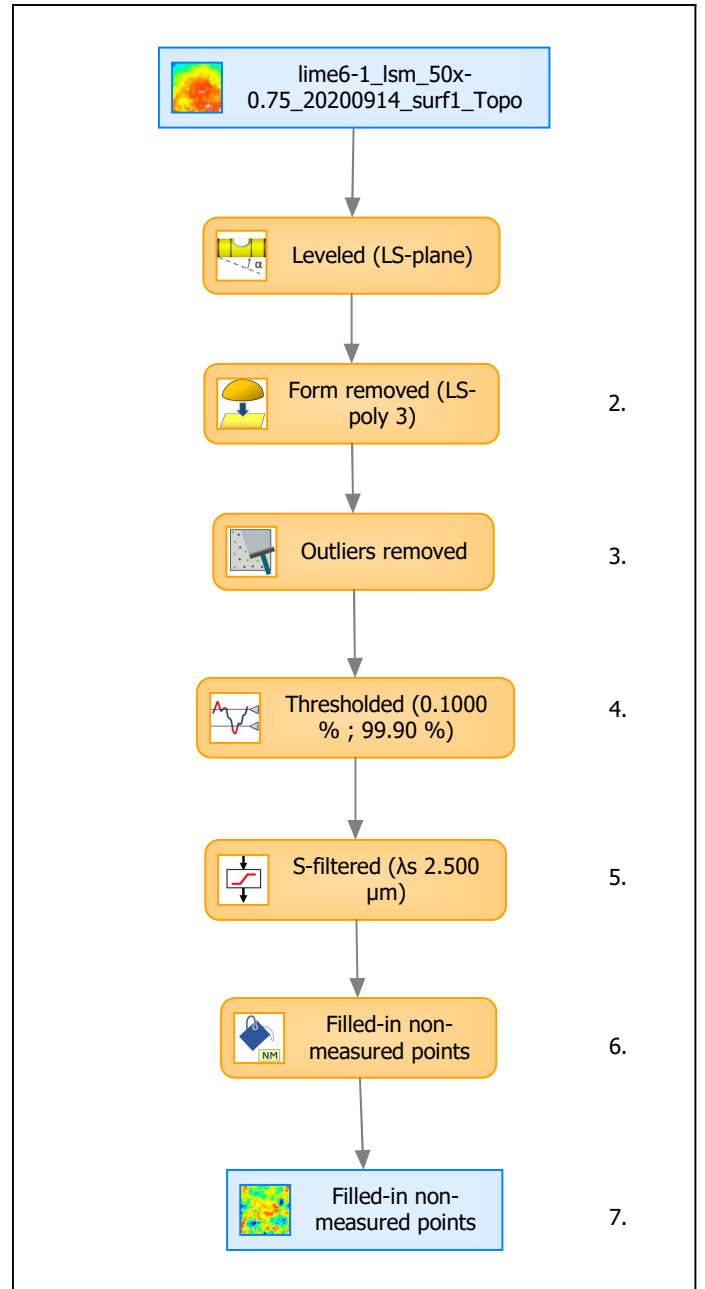 lime6-1_lsm_50x-
0.75_20200914_surf1_Topo
α
Leveled (LS-plane)
Form removed (LS-
poly 3)
2.
Outliers removed
3.
Thresholded (0.1000
% ; 99.90 %)
4.
S-filtered (λs 2.500
µm)
5.
Filled-in non-
measured points
NM
6.
Filled-in non-
measured points
7.